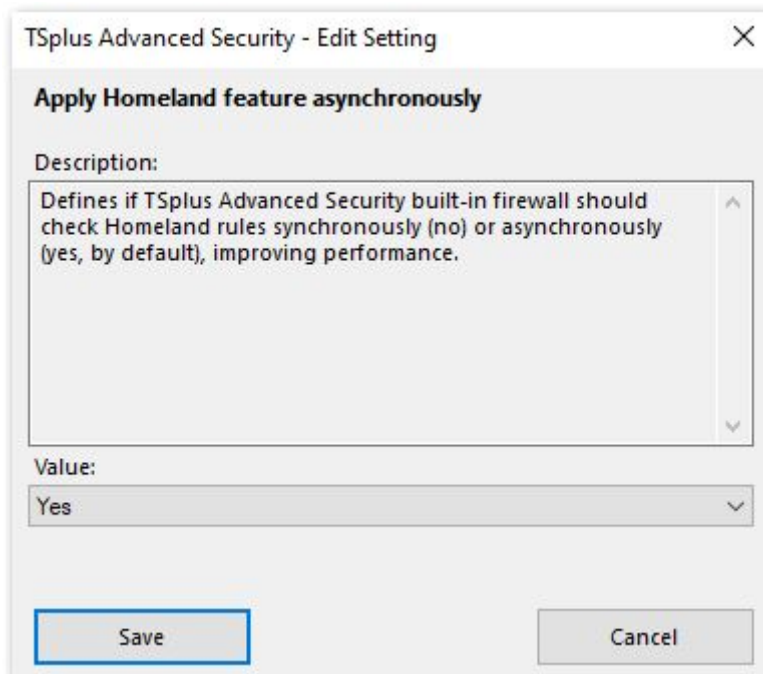 TSplus Advanced Security - Edit Setting
Apply Homeland feature asynchronously
Description:
Defines if TSplus Advanced Security built-in firewall should
check Homeland rules synchronously (no) or asynchronously
(yes, by default), improving performance.
Value:
Yes
Save
Cancel